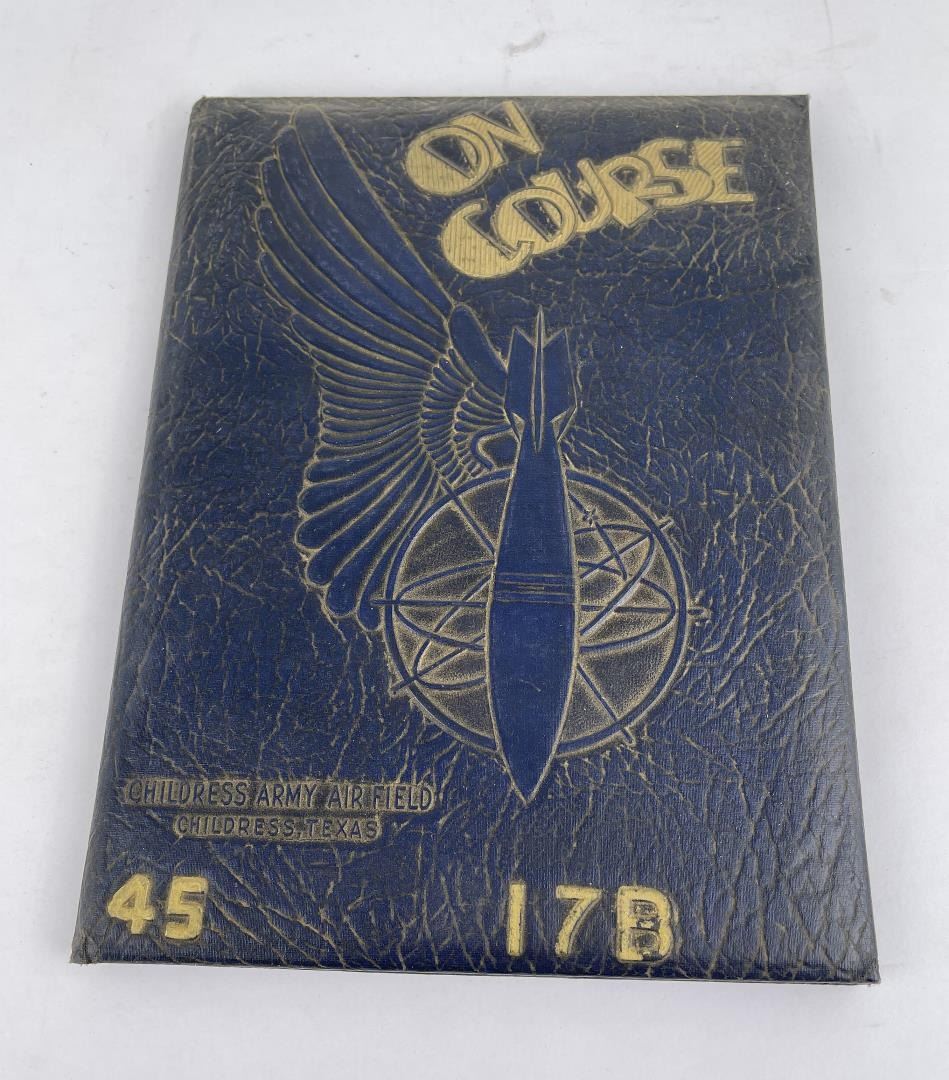 ON
COURSE
CHILDRESS ARMY AIR FIELD
CHILDRESS, TEXAS
45 17B